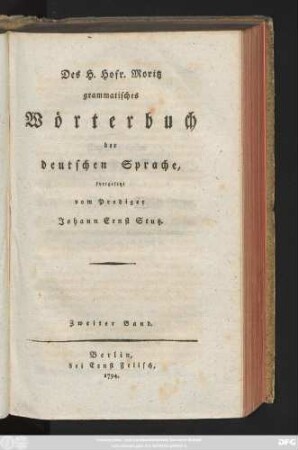 Des H. Hofr. Moritz
grammatisches
Wörterbuch
der
deutschen Sprache,
fortgesetzt
vom Prediger
Johann Ernst Stutz.
Zweiter Band.
Berlin,
bei Ernst Felisch,
1794.
DFG